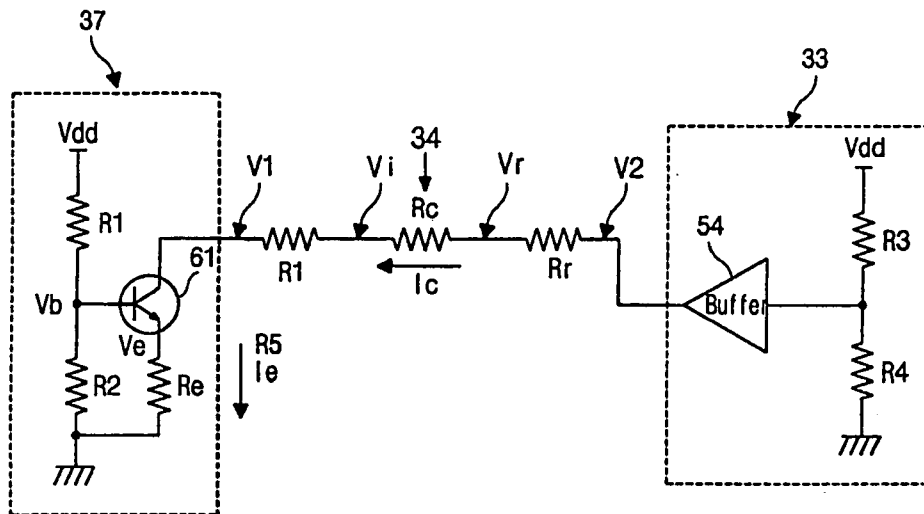 37
33
Vdd
R1
Vb
61
Ve
R2
Re
R5
Ie
V1
R1
Vi
34
Rc
Ic
Vr
Rr
V2
54
Buffer
Vdd
R3
R4